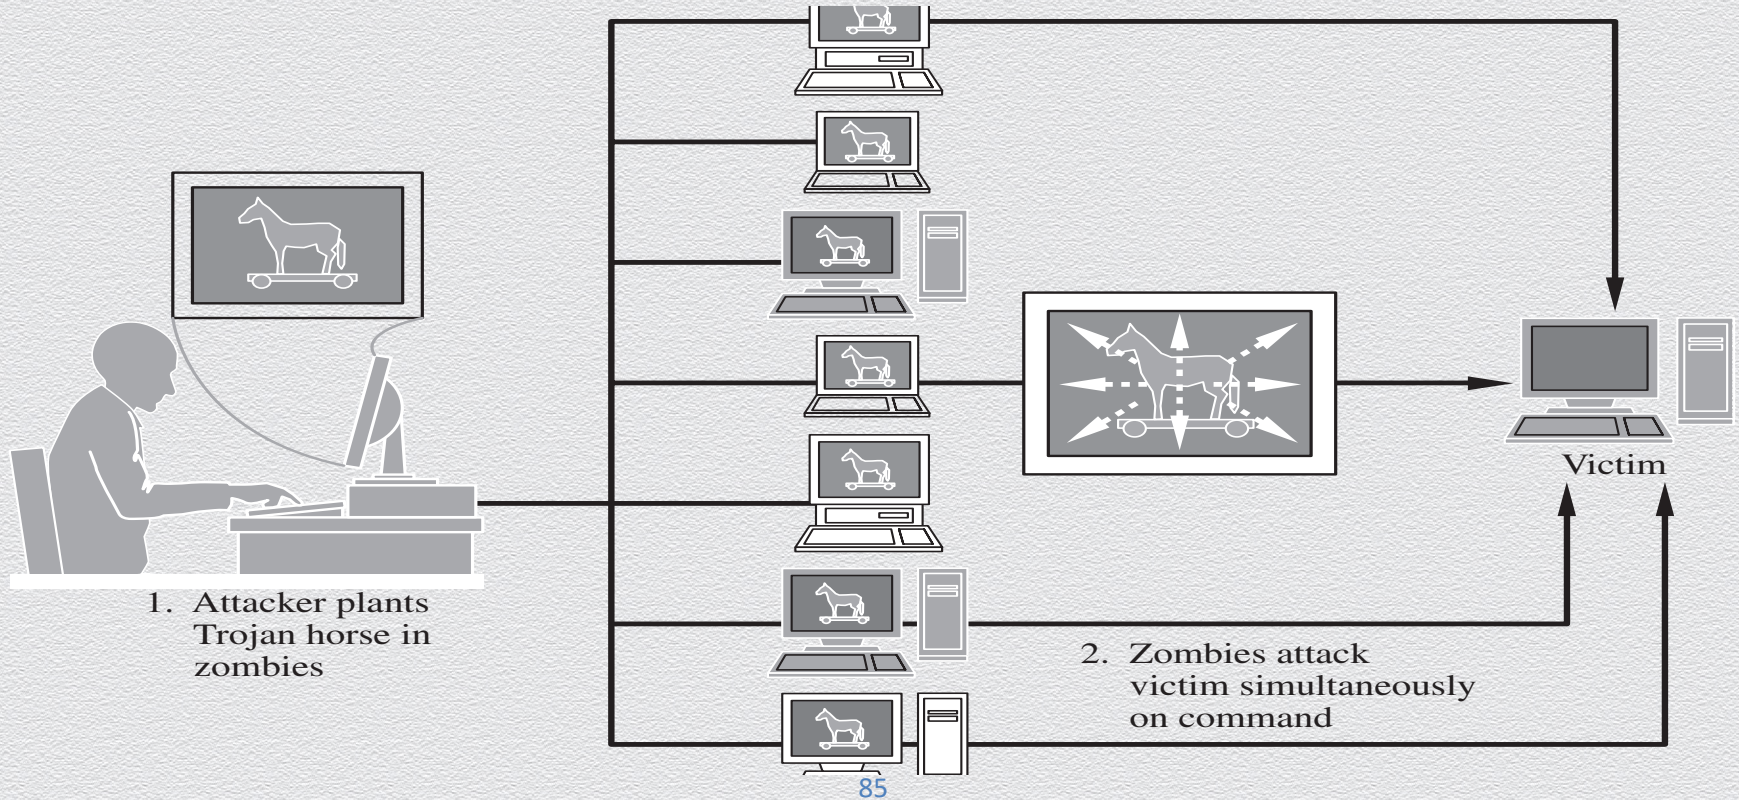 Victim
1. Attacker plants
Trojan horse in
zombies
2. Zombies attack
victim simultaneously
on command
85